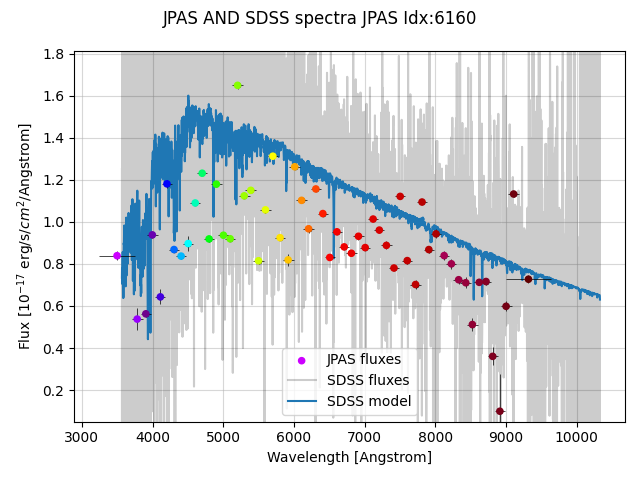 JPAS AND SDSS spectra JPAS Idx:6160
1.8
1.6
1.4
1.2
1.0
0.8
0.6
0.4
0.2
Flux [10⁻¹⁷ erg/s/cm²/Angstrom]
JPAS fluxes
SDSS fluxes
SDSS model
3000 4000 5000 6000 7000 8000 9000 10000
Wavelength [Angstrom]